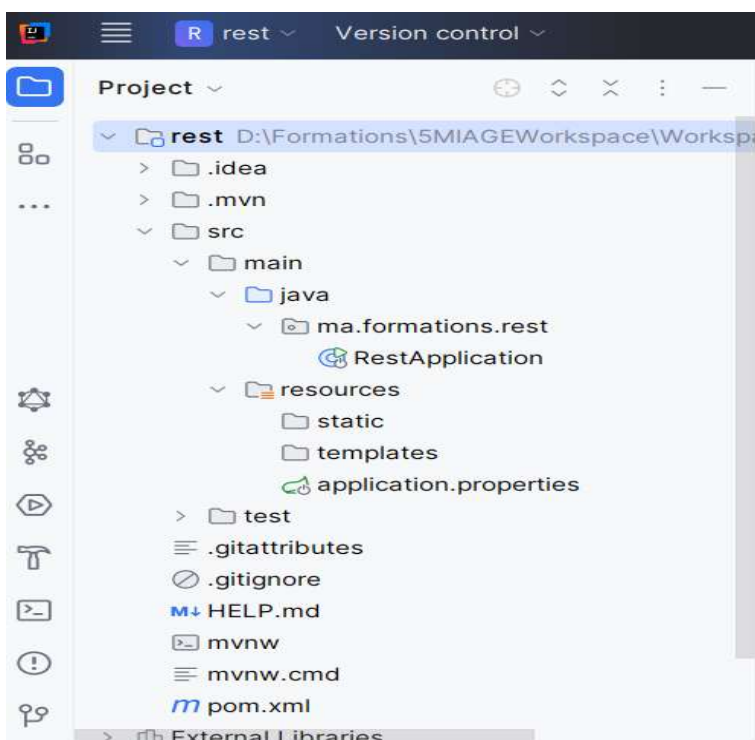 R rest Version control
Project
rest D:\Formations\5MIAGEWorkspace\Worksp
.idea
.mvn
src
main
java
ma.formations.rest
RestApplication
resources
static
templates
application.properties
test
.gitattributes
.gitignore
M↓ HELP.md
mvnw
mvnw.cmd
m pom.xml
External Libraries